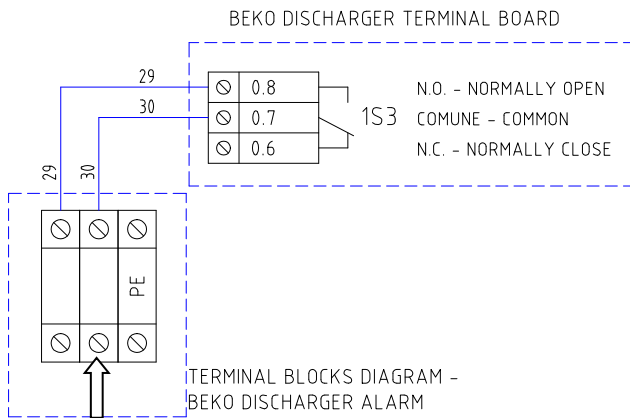 BEKO DISCHARGER TERMINAL BOARD
29
0.8
N.O. - NORMALLY OPEN
30
0.7
1S3
COMUNE - COMMON
0.6
N.C. - NORMALLY CLOSE
29
30
PE
TERMINAL BLOCKS DIAGRAM -
BEKO DISCHARGER ALARM